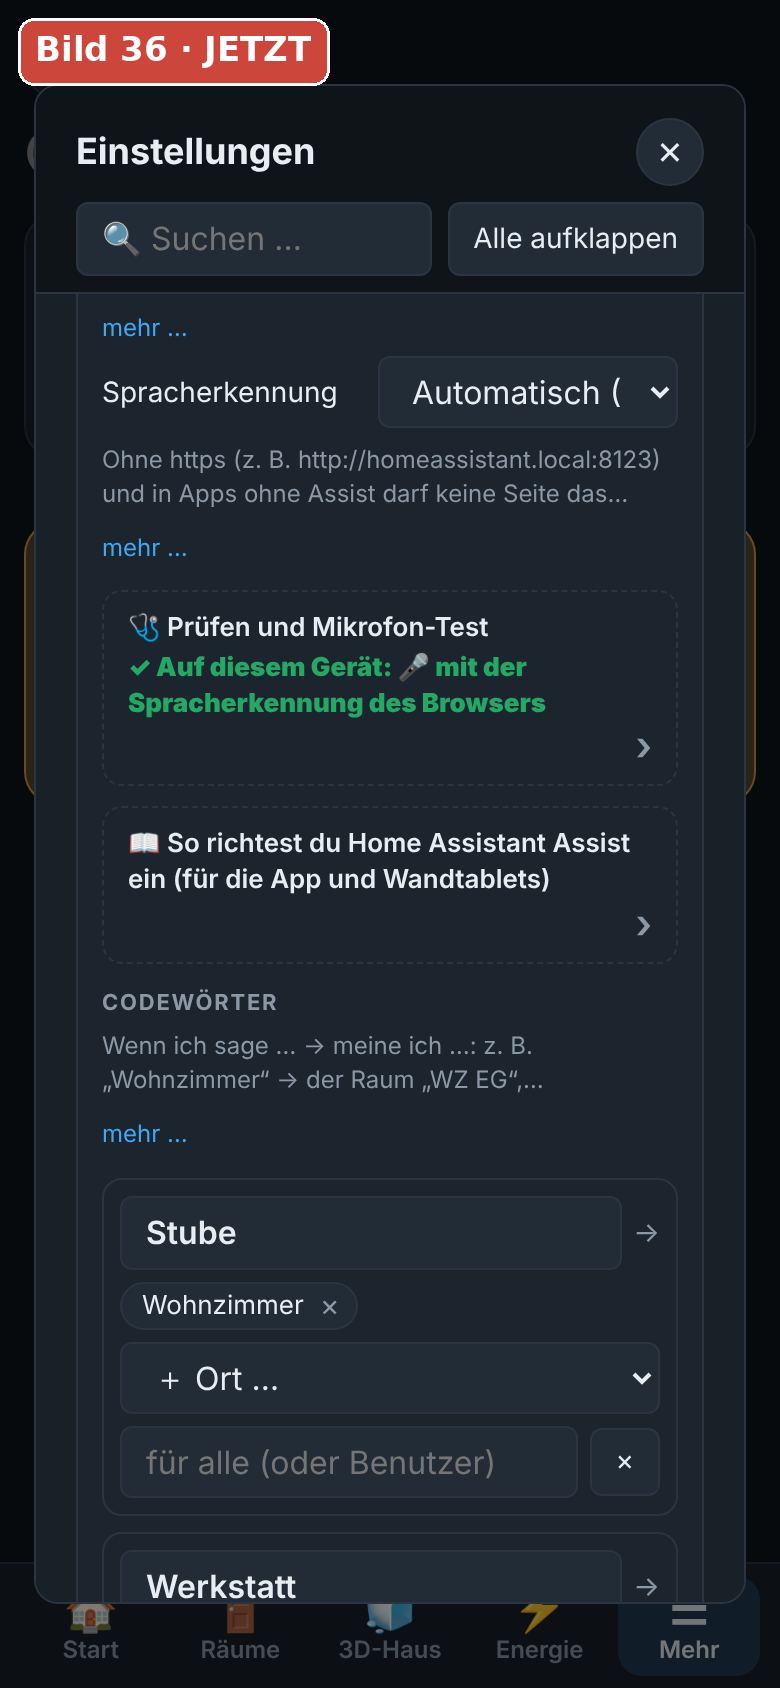 Bild 36 · JETZT
Einstellungen
×
🔍 Suchen ...
Alle aufklappen
mehr ...
Spracherkennung
Automatisch (
Ohne https (z. B. http://homeassistant.local:8123)
und in Apps ohne Assist darf keine Seite das...
mehr ...
🩺 Prüfen und Mikrofon-Test
✓ Auf diesem Gerät: 🎤 mit der
Spracherkennung des Browsers
›
📖 So richtest du Home Assistant Assist
ein (für die App und Wandtablets)
›
CODEWÖRTER
Wenn ich sage ... → meine ich ...: z. B.
„Wohnzimmer“ → der Raum „WZ EG“,...
mehr ...
Stube →
Wohnzimmer ×
+ Ort ...
für alle (oder Benutzer) ×
Werkstatt →
Start
Räume
3D-Haus
Energie
Mehr